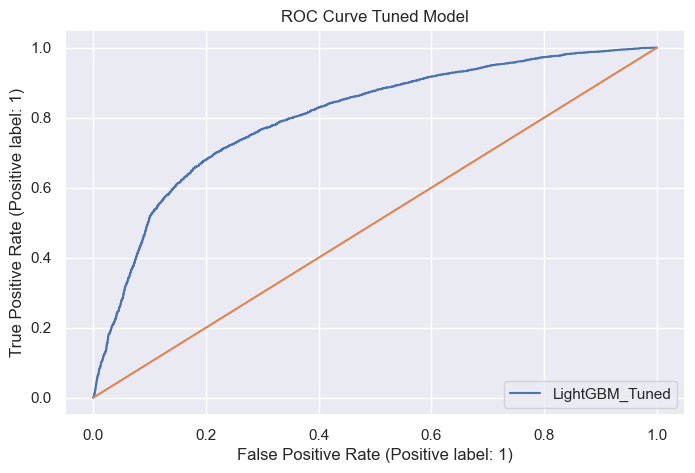 ROC Curve Tuned Model
True Positive Rate (Positive label: 1)
1.0
0.8
0.6
0.4
0.2
0.0
LightGBM_Tuned
0.0 0.2 0.4 0.6 0.8 1.0
False Positive Rate (Positive label: 1)